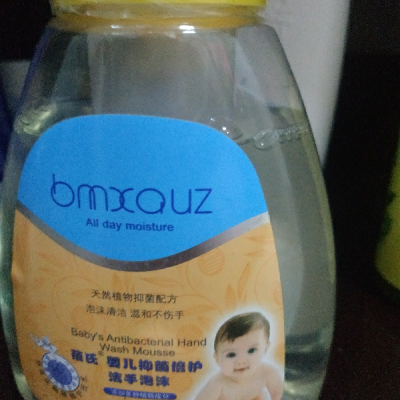 bmxauz
All day moisture
天然植物抑菌配方
泡沫清洁 温和不伤手
Baby's Antibacterial Hand
Wash Mousse
婴儿抑菌倍护
洁手泡沫